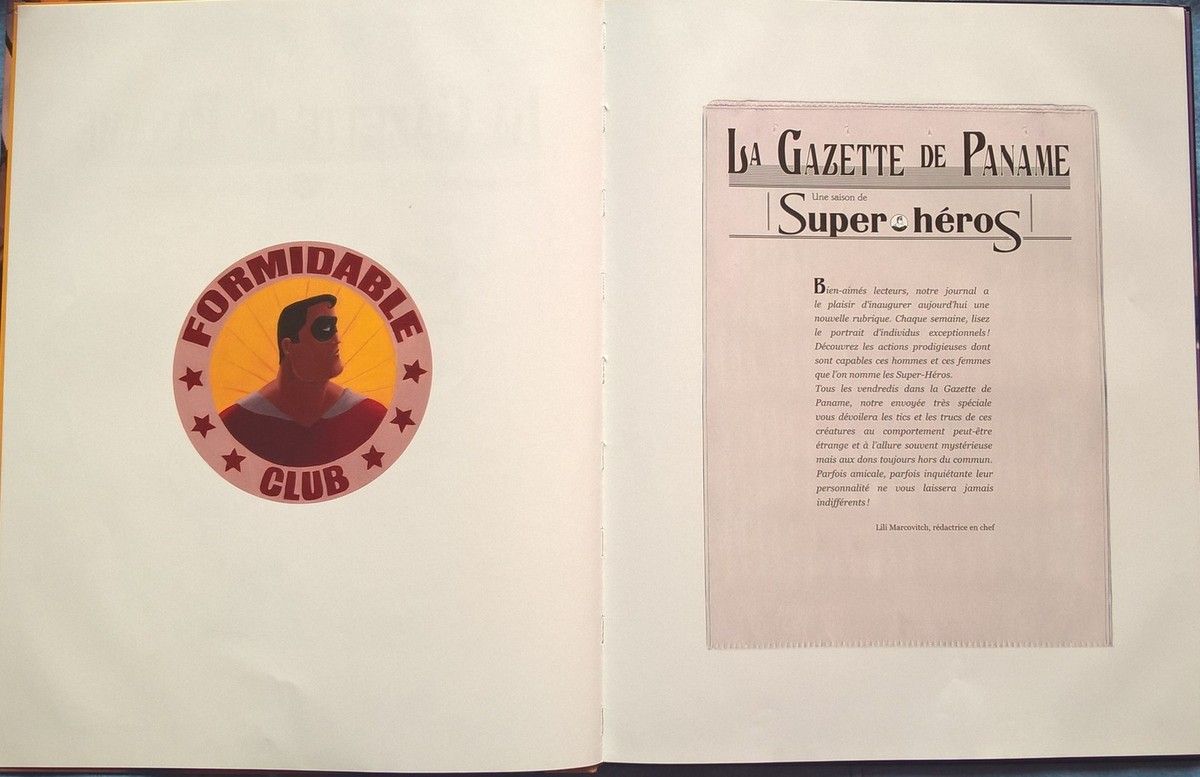 FORMIDABLE
CLUB
La Gazette de Paname
Une saison de
Super héros
Bien-aimés lecteurs, notre journal a
le plaisir d'inaugurer aujourd'hui une
nouvelle rubrique. Chaque semaine, lisez
le portrait d'individus exceptionnels !
Découvrez les actions prodigieuses dont
sont capables ces hommes et ces femmes
que l'on nomme les Super-Héros.
Tous les vendredis dans la Gazette de
Paname, notre envoyée très spéciale
vous dévoilera les tics et les trucs de ces
créatures au comportement peut-être
étrange et à l'allure souvent mystérieuse
mais aux dons toujours hors du commun.
Parfois amicale, parfois inquiétante leur
personnalité ne vous laissera jamais
indifférents !
Lili Marcovitch, rédactrice en chef